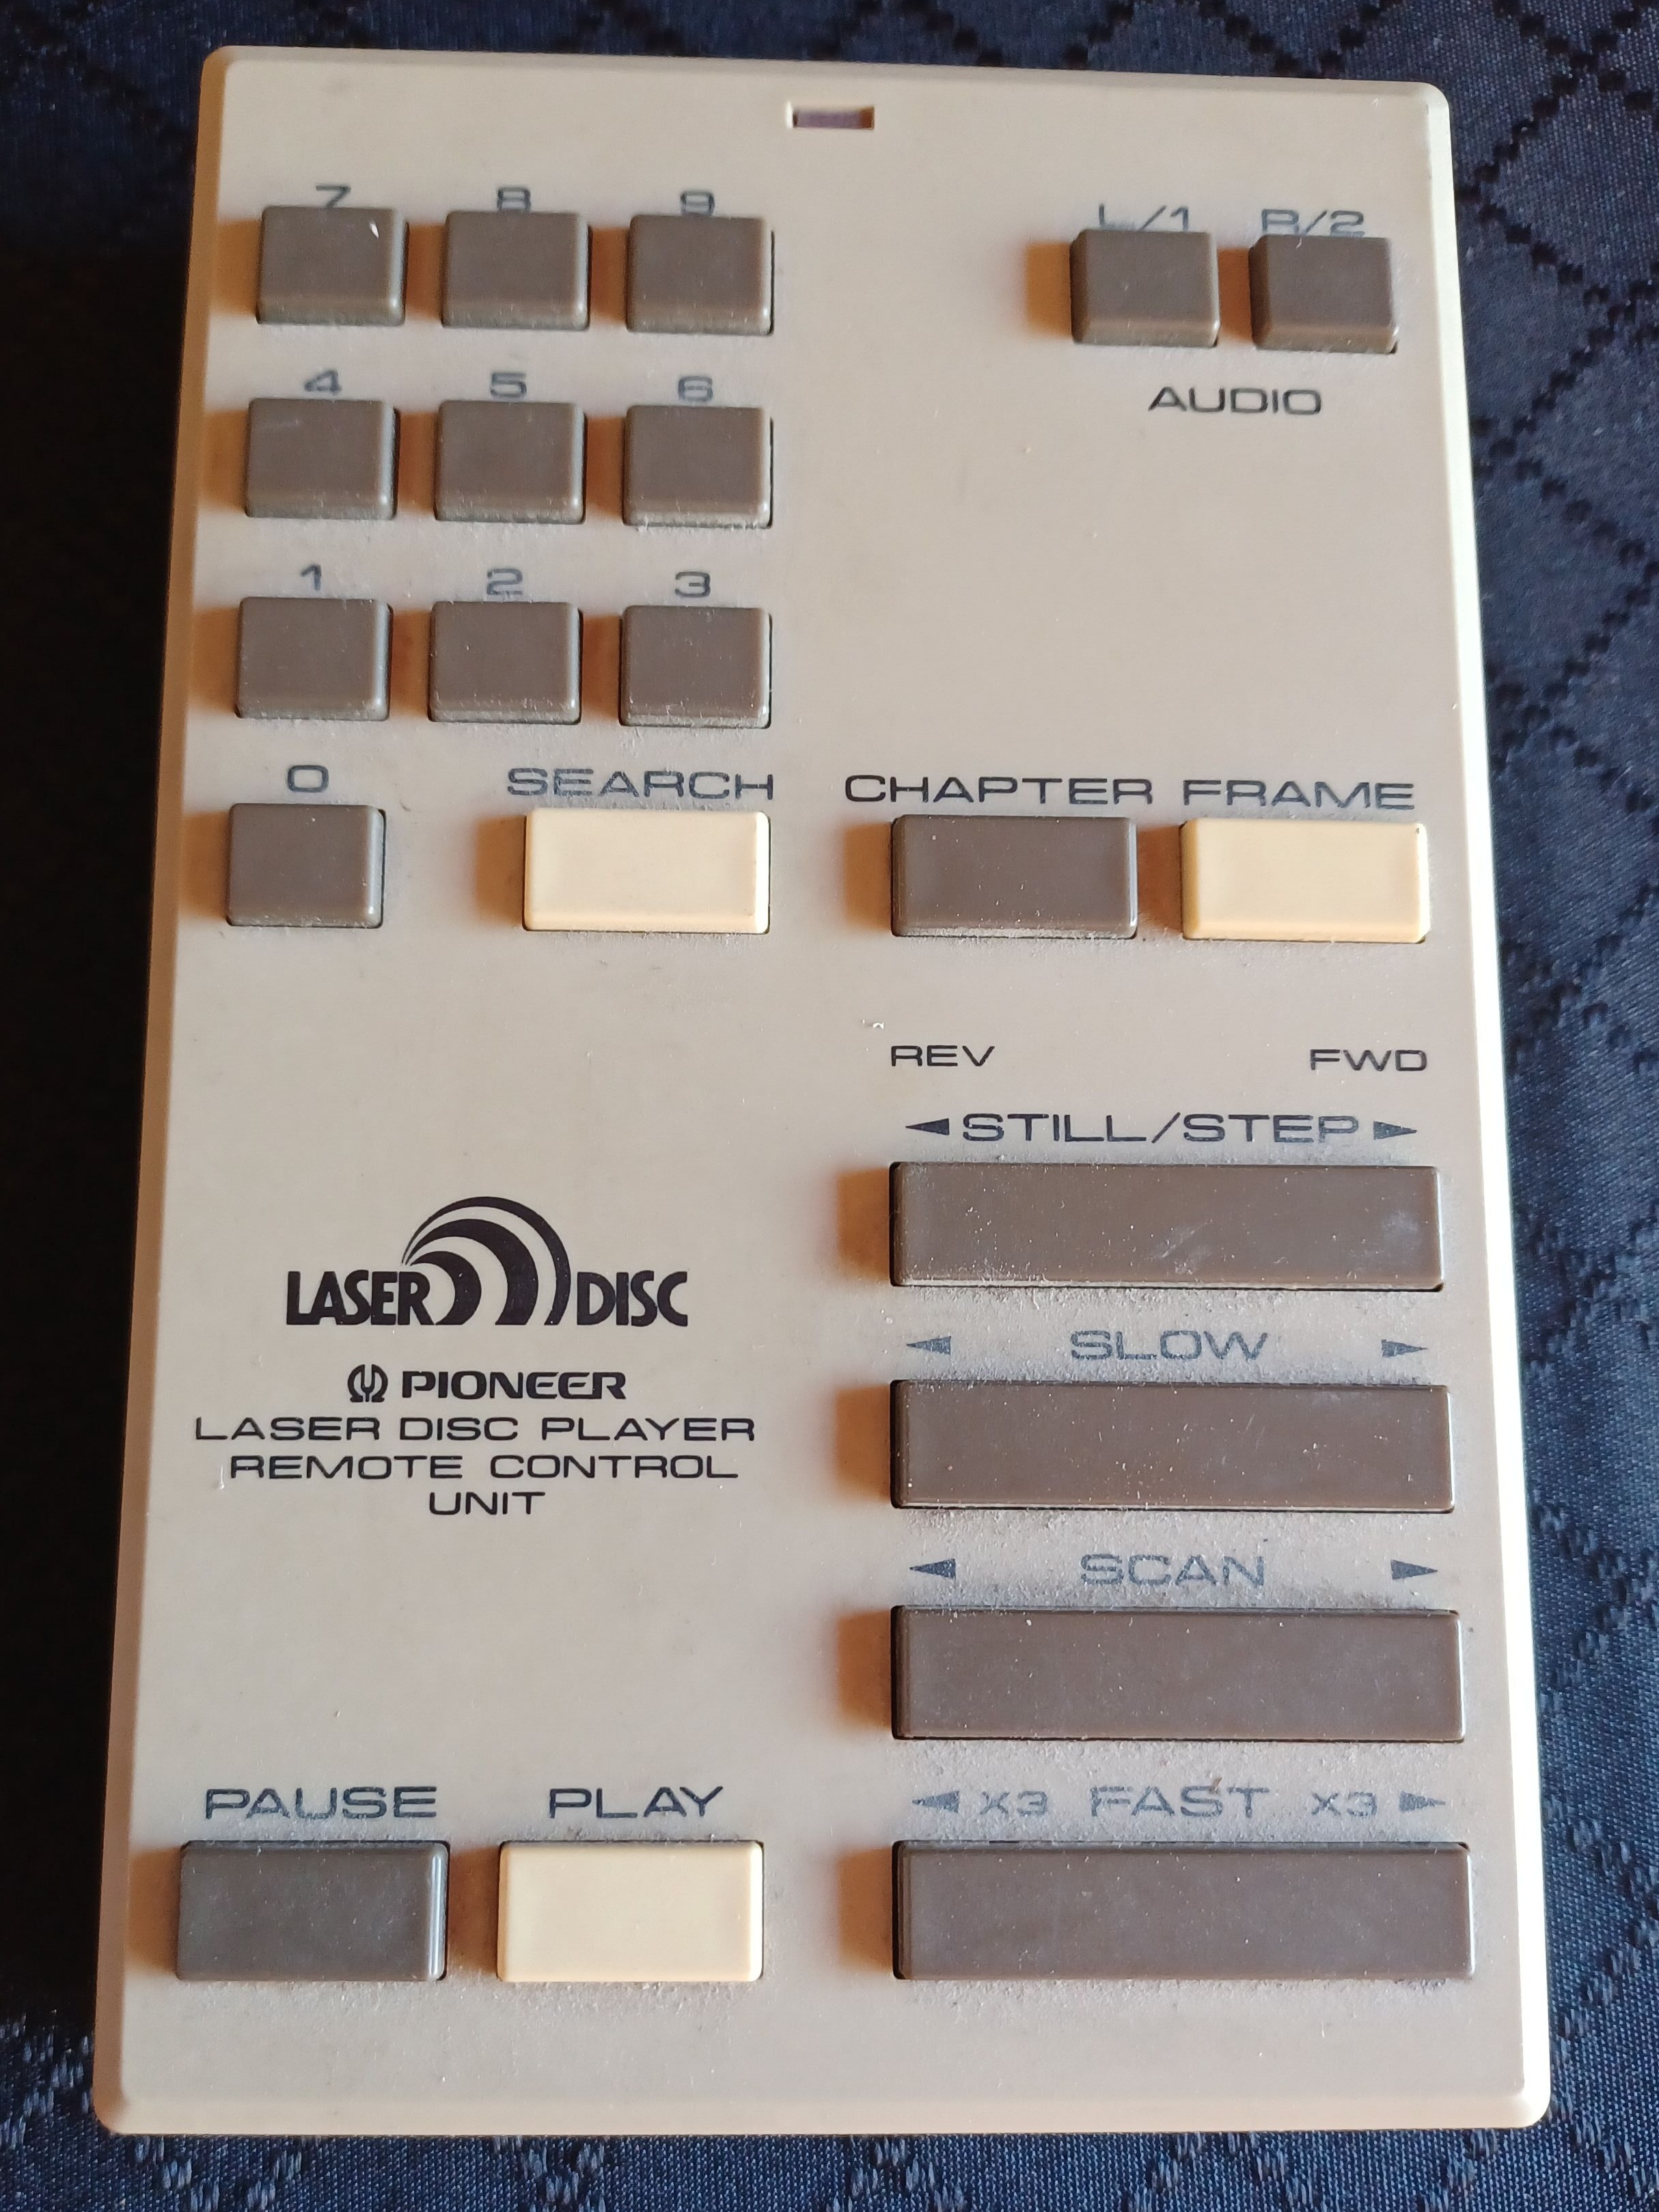 7 8 9
L/1 R/2
AUDIO
4 5 6
1 2 3
0 SEARCH CHAPTER FRAME
REV FWD
◄STILL/STEP►
◄ SLOW ►
◄ SCAN ►
◄ X3 FAST X3 ►
LASER DISC
PIONEER
LASER DISC PLAYER
REMOTE CONTROL
UNIT
PAUSE PLAY